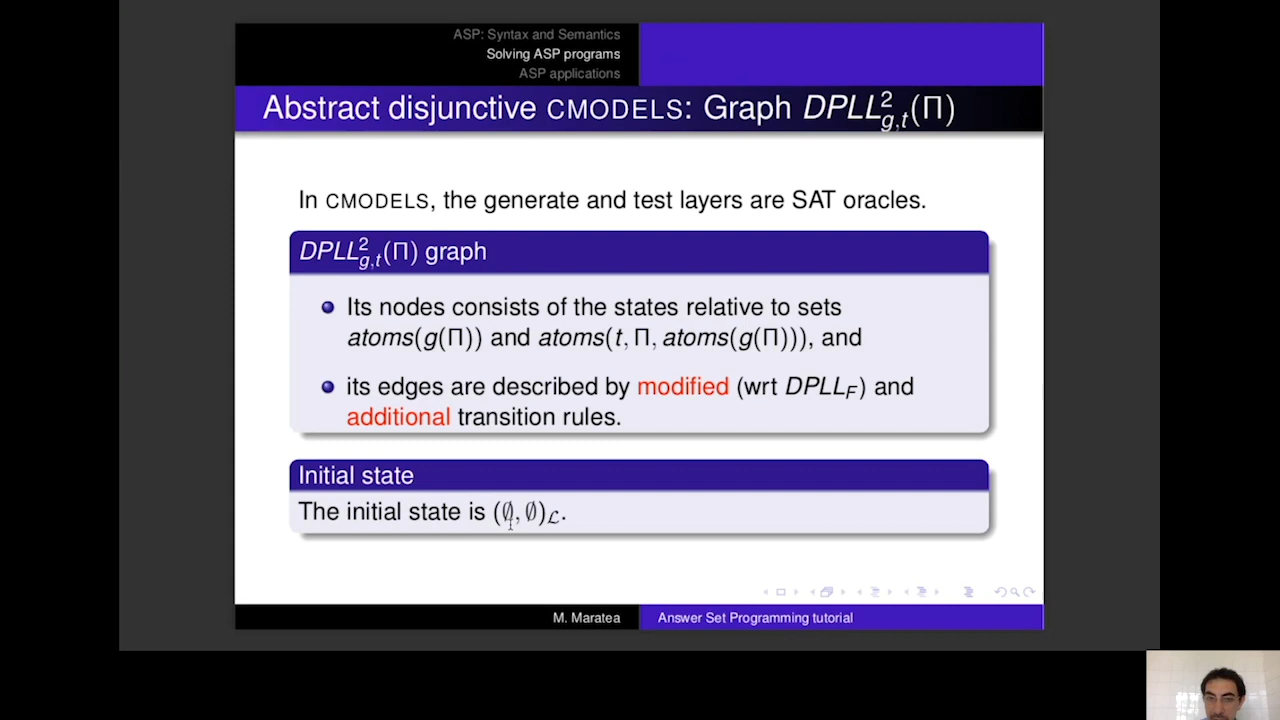 ASP: Syntax and Semantics
Solving ASP programs
ASP applications
Abstract disjunctive CMODELS: Graph DPLL²g,t(Π)
In CMODELS, the generate and test layers are SAT oracles.
DPLL²g,t(Π) graph
Its nodes consists of the states relative to sets
atoms(g(Π)) and atoms(t, Π, atoms(g(Π))), and
its edges are described by modified (wrt DPLL_F) and
additional transition rules.
Initial state
The initial state is (∅, ∅)_ℒ.
M. Maratea
Answer Set Programming tutorial